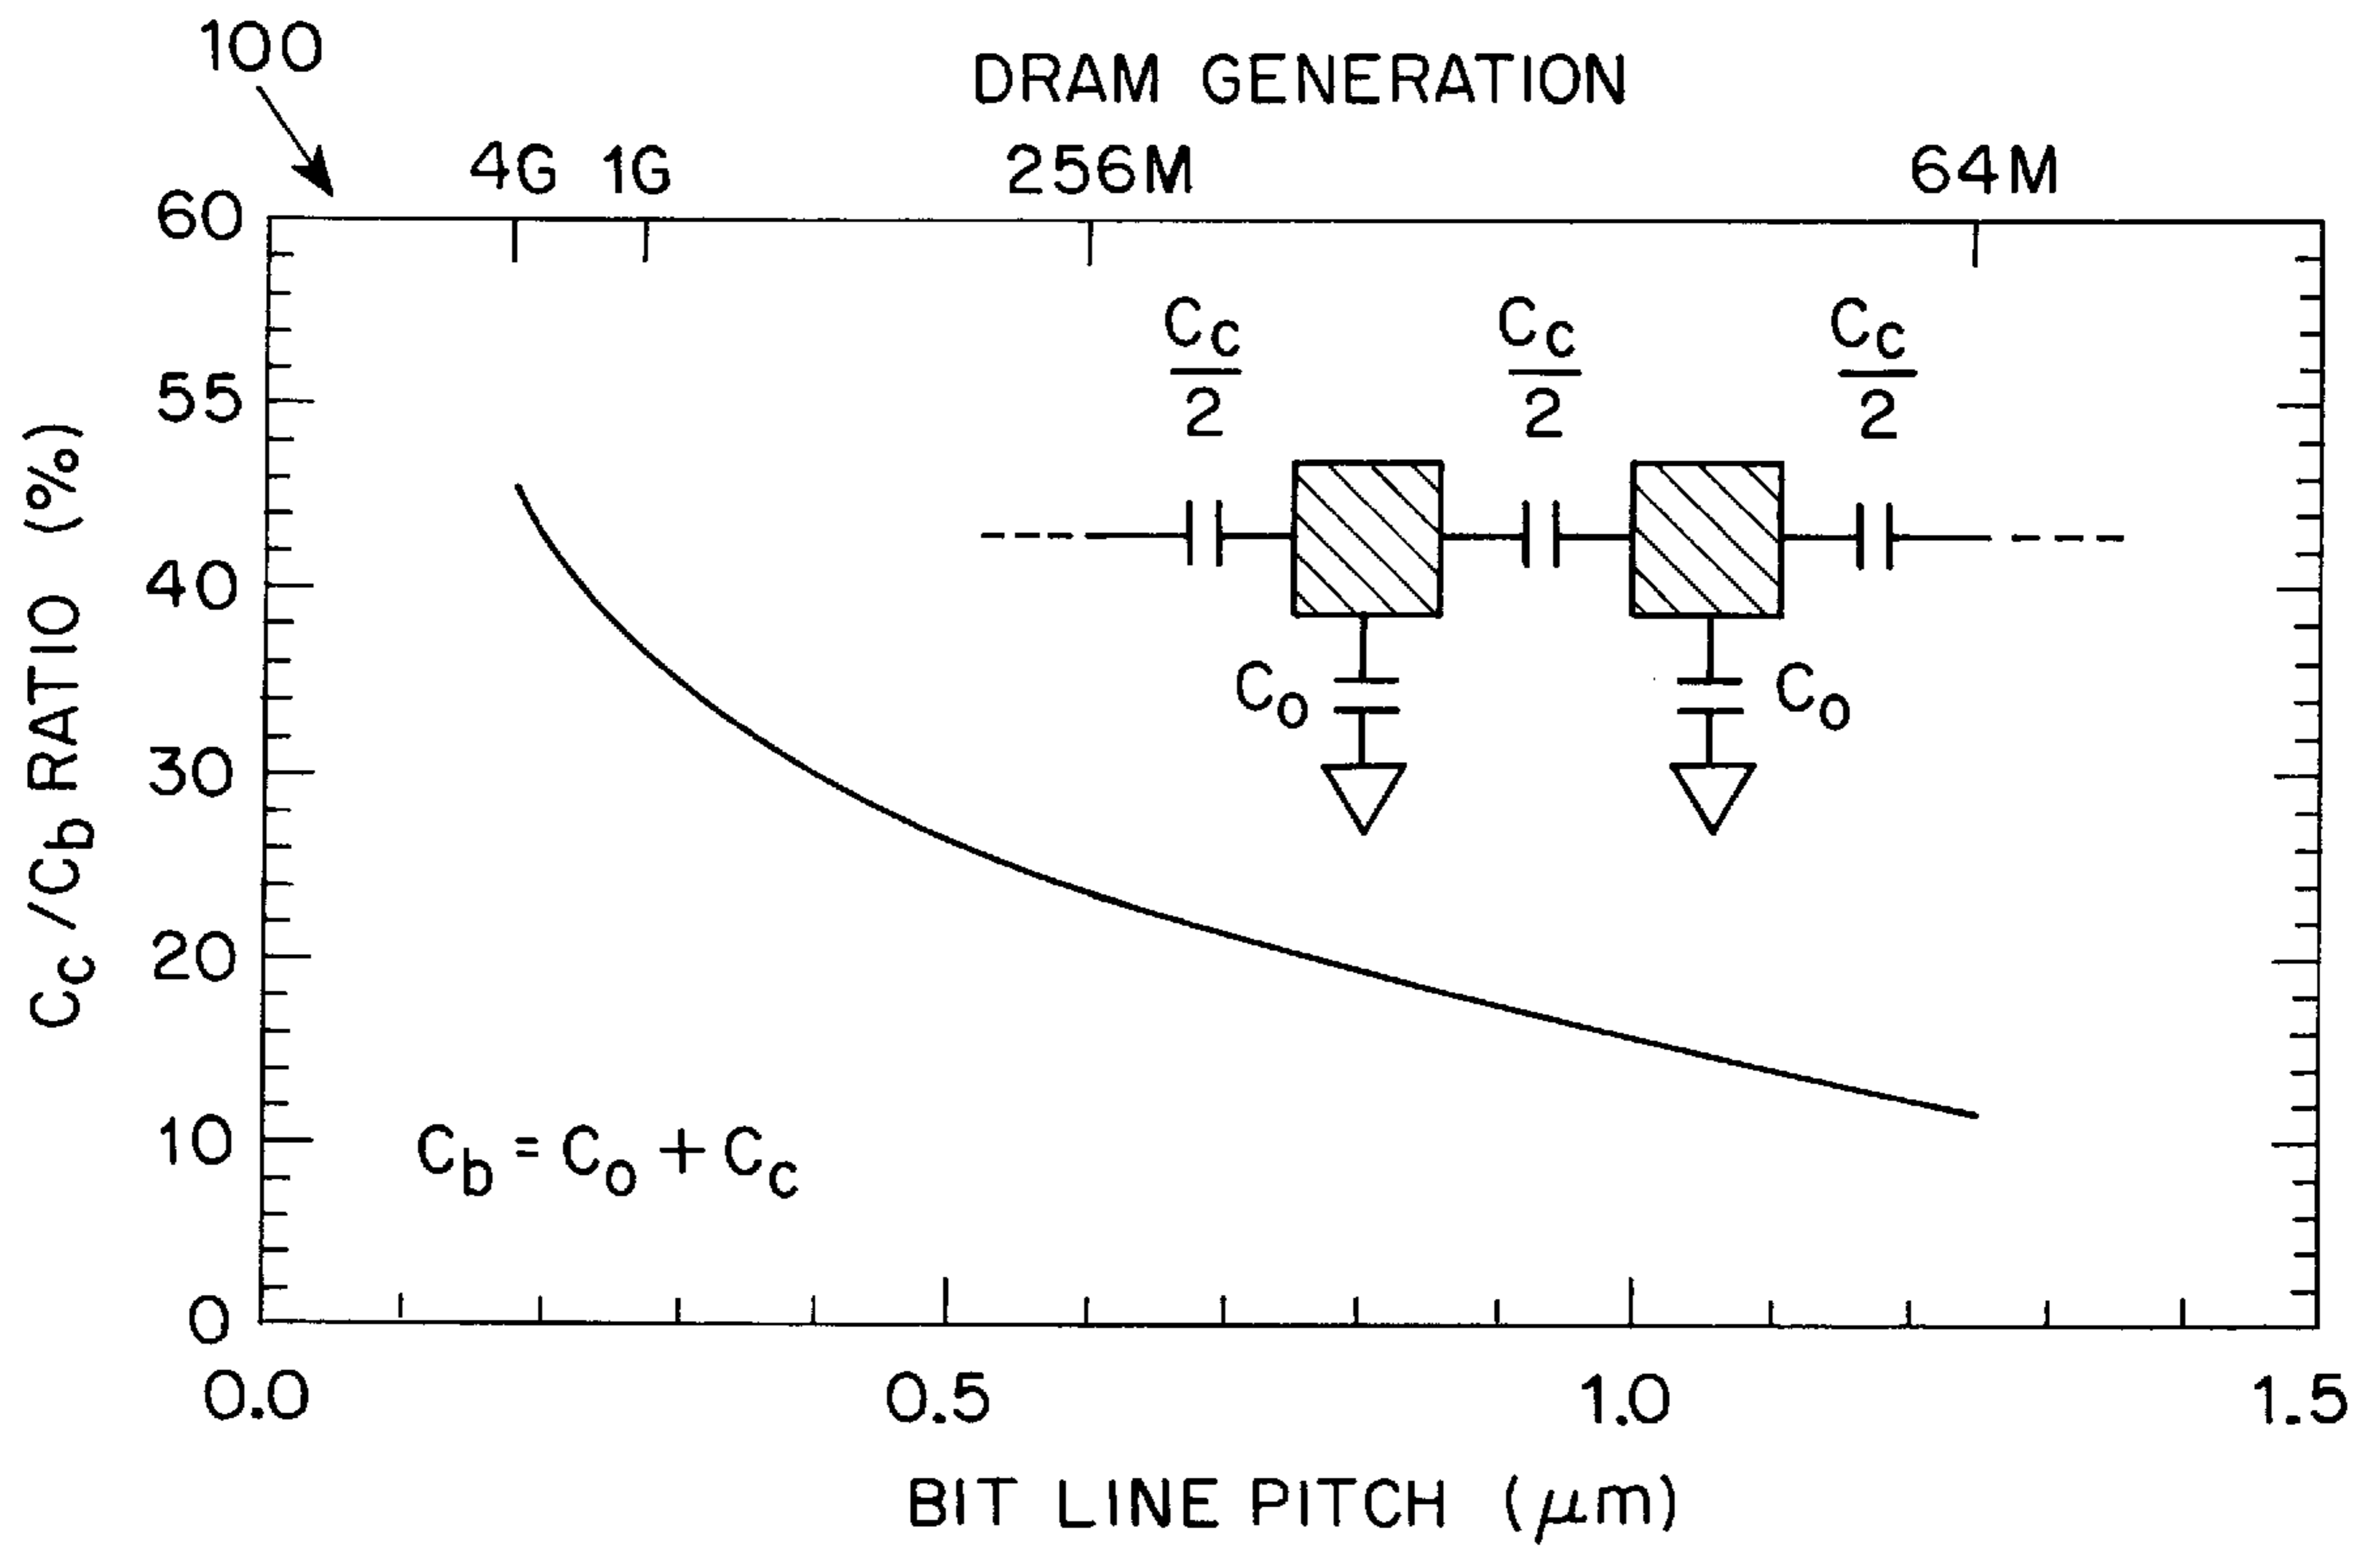 100
DRAM GENERATION
4G 1G 256M 64M
60
55
40
30
20
10
0
Cc/Cb RATIO (%)
Cc/2 Cc/2 Cc/2
Co Co
Cb = Co + Cc
0.0 0.5 1.0 1.5
BIT LINE PITCH (μm)